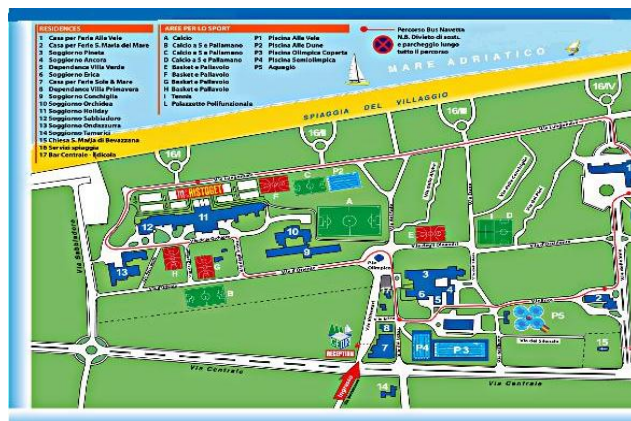 RESIDENCES
1 Casa per Ferie Alle Vele
2 Casa per Ferie S. Maria del Mare
3 Soggiorno Pineta
4 Soggiorno Ancora
5 Dependance Villa Verde
6 Soggiorno Erica
7 Casa per Ferie Sole & Mare
8 Dependance Villa Primavera
9 Soggiorno Conchiglia
10 Soggiorno Orchidea
11 Soggiorno Holiday
12 Soggiorno Sabbiadoro
13 Soggiorno Ondazzurra
14 Soggiorno Tamerici
15 Chiesa S. Maria di Bevazzana
16 Servizi spiaggia
17 Bar Centrale - Edicola
AREE PER LO SPORT
A Calcio
B Calcio a 5 e Pallamano
C Calcio a 5 e Pallamano
D Calcio a 5 e Pallamano
E Basket e Pallavolo
F Basket e Pallavolo
G Basket e Pallavolo
H Basket e Pallavolo
I Tennis
L Palazzetto Polifunzionale
P1 Piscina Alle Vele
P2 Piscina Alle Dune
P3 Piscina Olimpica Coperta
P4 Piscina Semiolimpica
P5 Aquagiò
Percorso Bus Navetta
N.B. Divieto di sosta
e parcheggio lungo
tutto il percorso
MARE ADRIATICO
SPIAGGIA DEL VILLAGGIO
16/I
16/II
16/III
16/IV
RISTOGET
F
C
P2
A
E
D
11
12
13
10
9
H
G
B
Via Sabbiadoro
P.le Olimpico
3
6
5
4
2
P5
15
8
7
P4
P3
14
RECEPTION
Ingresso
Via Centrale
Via Centrale